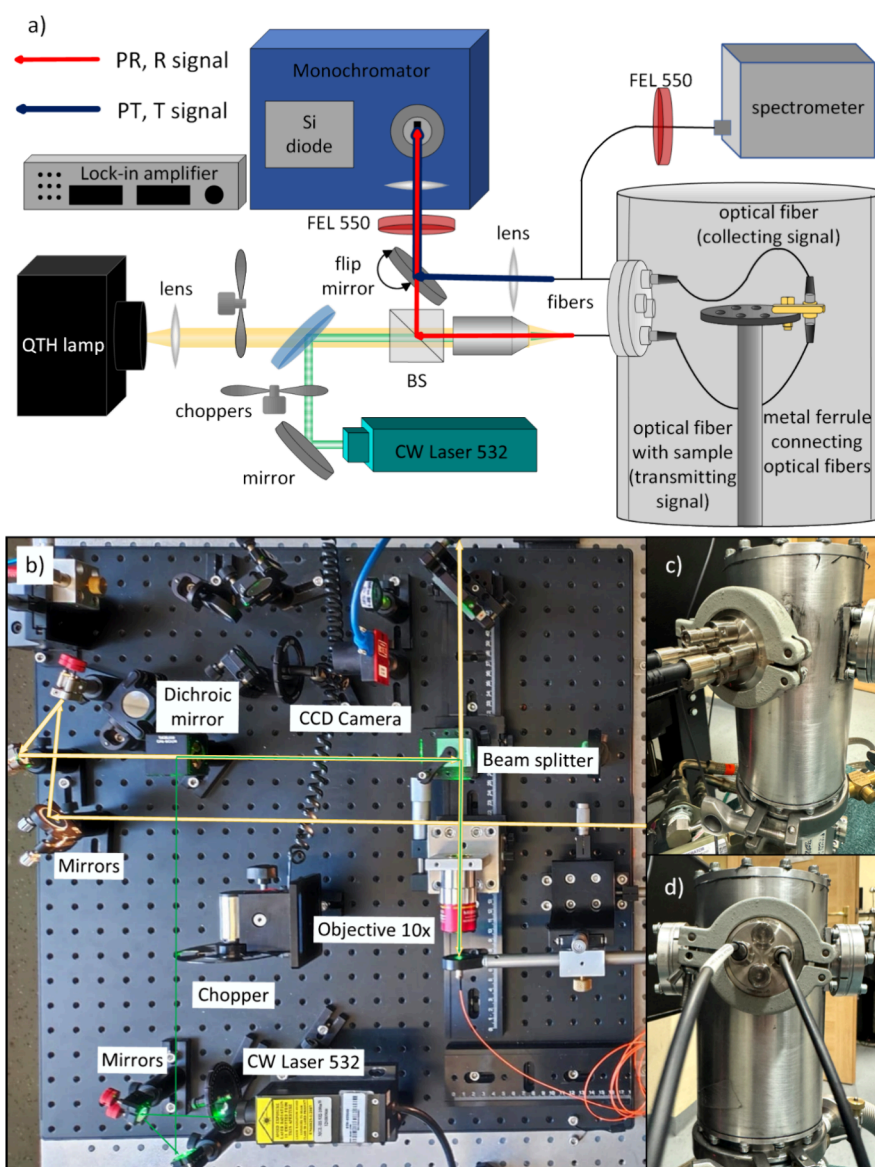 a)
PR, R signal
PT, T signal
Monochromator
Si
diode
Lock-in amplifier
FEL 550
spectrometer
FEL 550
flip
mirror
lens
fibers
optical fiber
(collecting signal)
QTH lamp
lens
choppers
mirror
BS
CW Laser 532
optical fiber
with sample
(transmitting
signal)
metal ferrule
connecting
optical fibers
b)
Dichroic
mirror
CCD Camera
Beam splitter
Mirrors
Objective 10x
Chopper
Mirrors
CW Laser 532
c)
d)